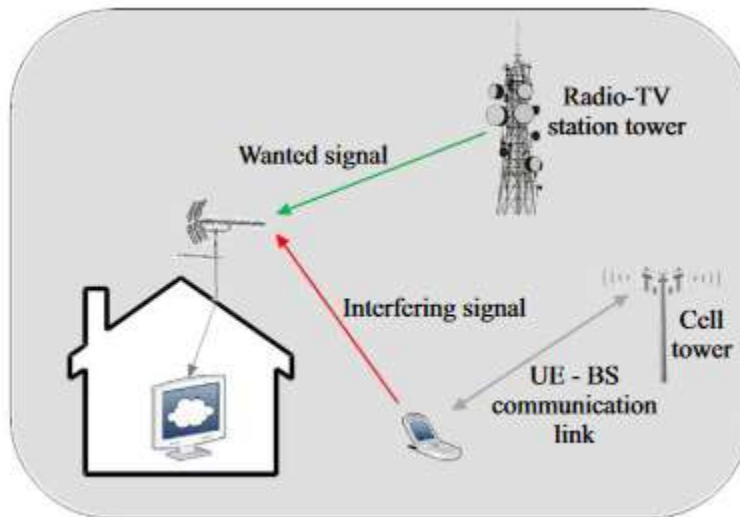 Radio-TV
station tower
Wanted signal
Interfering signal
Cell
tower
UE - BS
communication
link